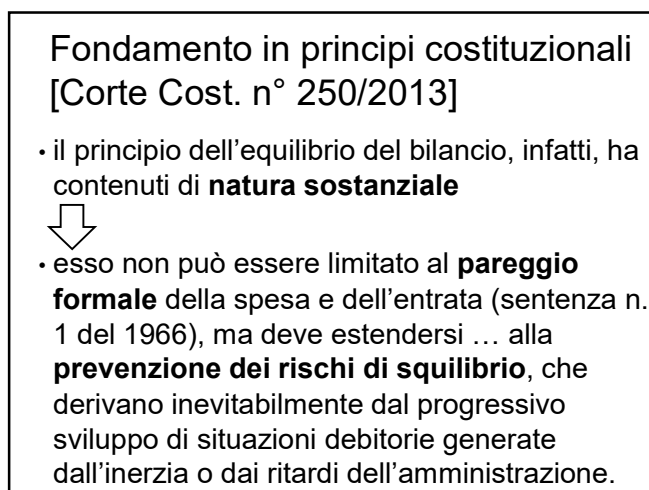 Fondamento in principi costituzionali
[Corte Cost. n° 250/2013]
• il principio dell’equilibrio del bilancio, infatti, ha
contenuti di natura sostanziale
• esso non può essere limitato al pareggio
formale della spesa e dell’entrata (sentenza n.
1 del 1966), ma deve estendersi … alla
prevenzione dei rischi di squilibrio, che
derivano inevitabilmente dal progressivo
sviluppo di situazioni debitorie generate
dall’inerzia o dai ritardi dell’amministrazione.